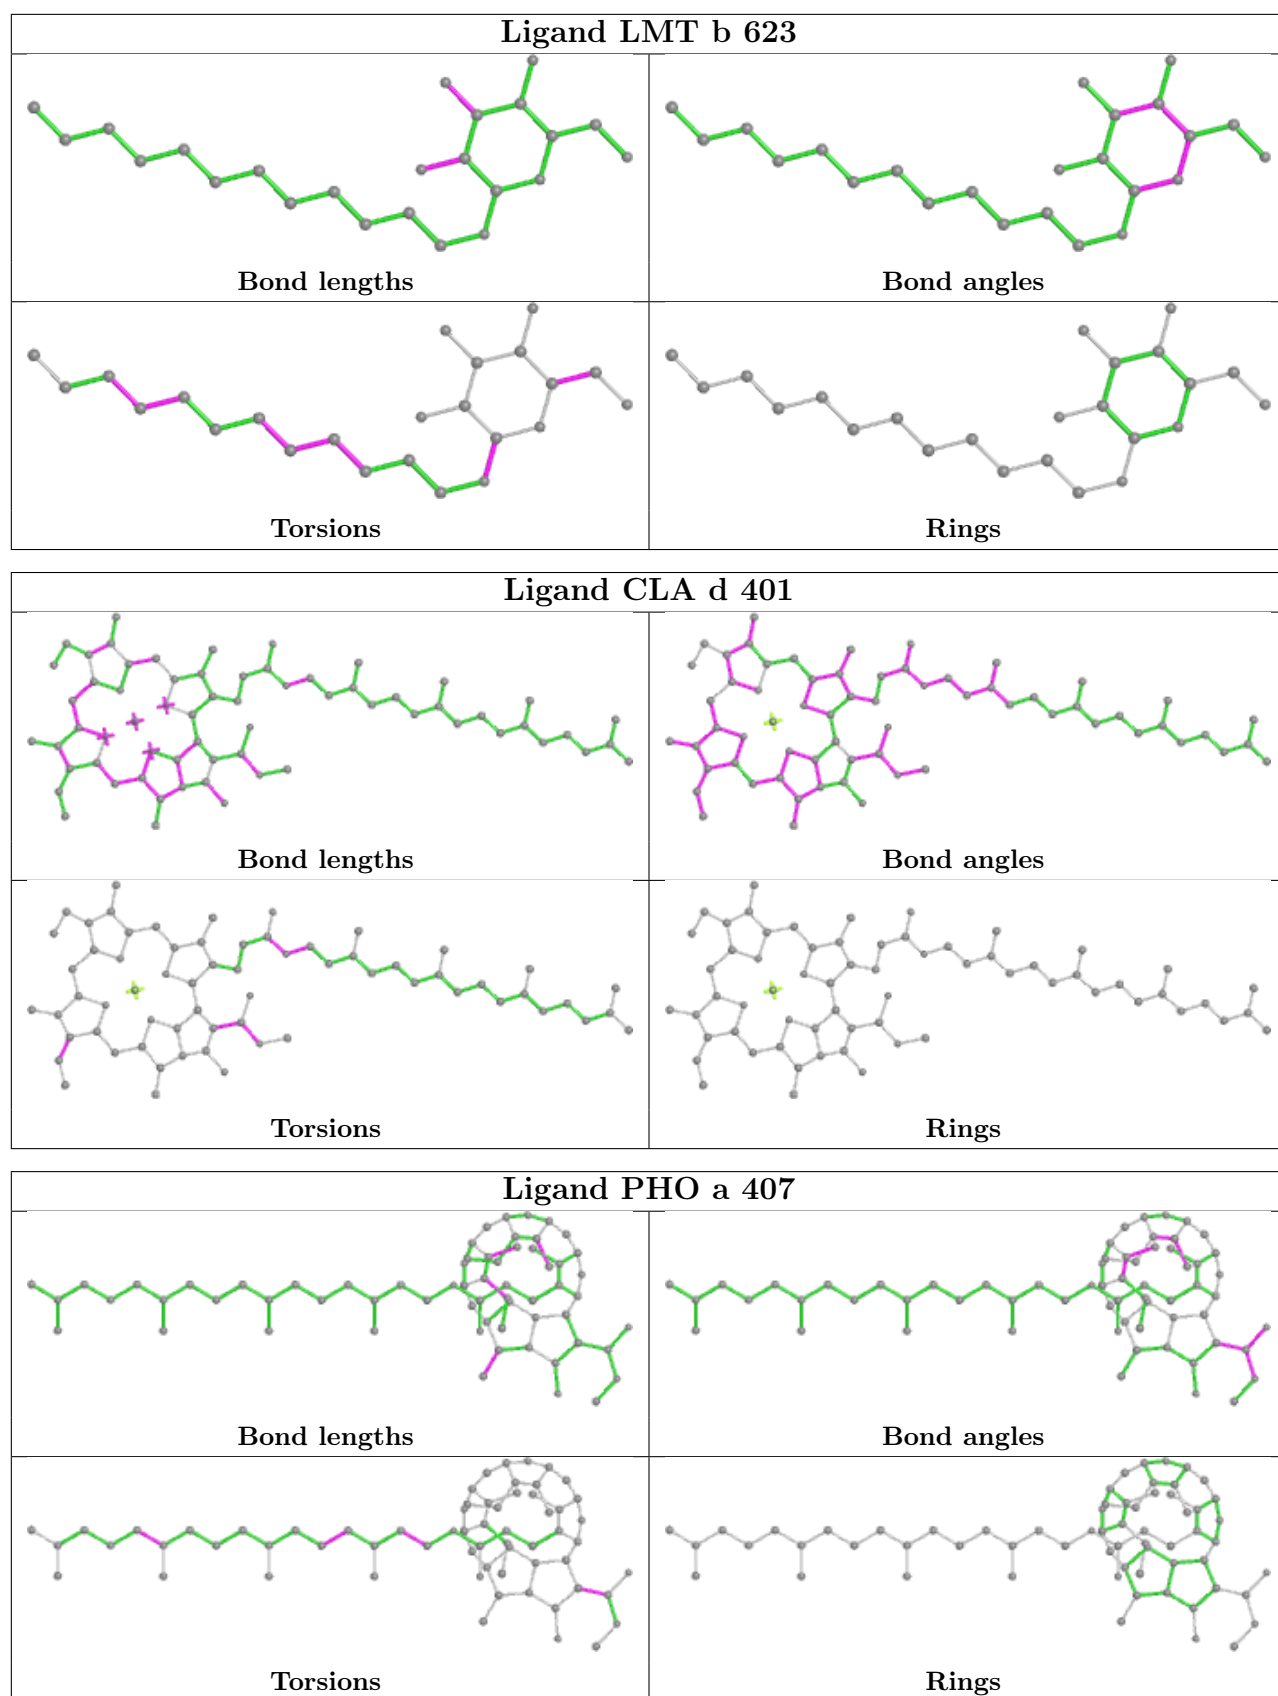 Ligand LMT b 623
Bond lengths
Bond angles
Torsions
Rings
Ligand CLA d 401
Bond lengths
Bond angles
Torsions
Rings
Ligand PHO a 407
Bond lengths
Bond angles
Torsions
Rings